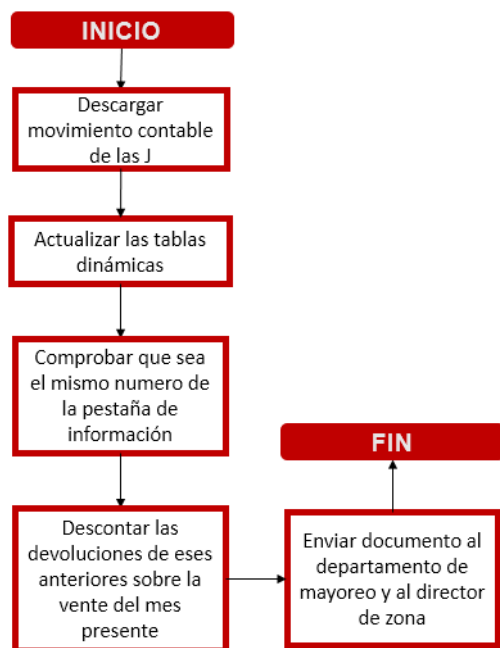 INICIO
Descargar
movimiento contable
de las J
Actualizar las tablas
dinámicas
Comprobar que sea
el mismo numero de
la pestaña de
información
Descontar las
devoluciones de eses
anteriores sobre la
vente del mes
presente
Enviar documento al
departamento de
mayoreo y al director
de zona
FIN